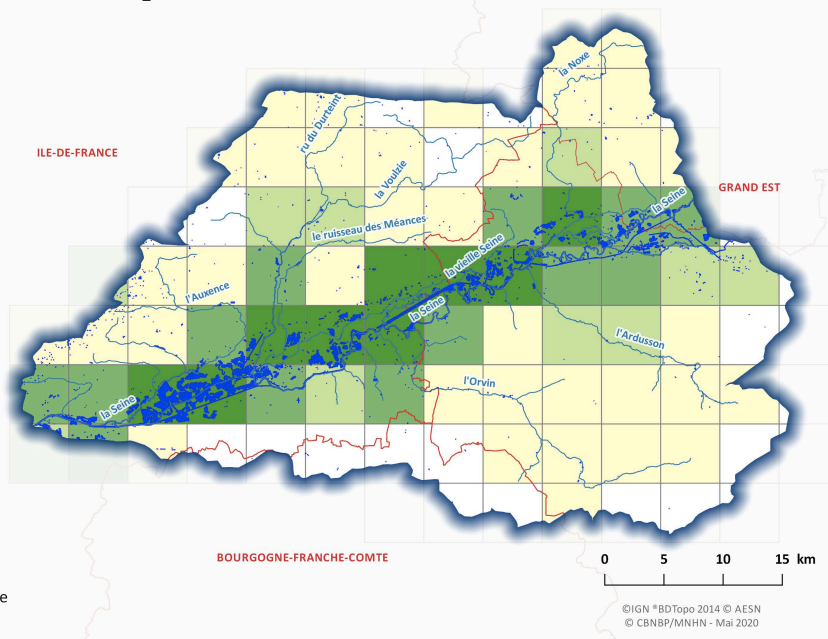 la Noxe
ru du Durteint
ILE-DE-FRANCE
la Voulzie
GRAND EST
la Seine
le ruisseau des Méances
la vieille Seine
l'Auxence
la Seine
l'Ardusson
l'Orvin
la Seine
BOURGOGNE-FRANCHE-COMTE
0 5 10 15 km
e
©IGN ®BDTopo 2014 © AESN
© CBNBP/MNHN - Mai 2020